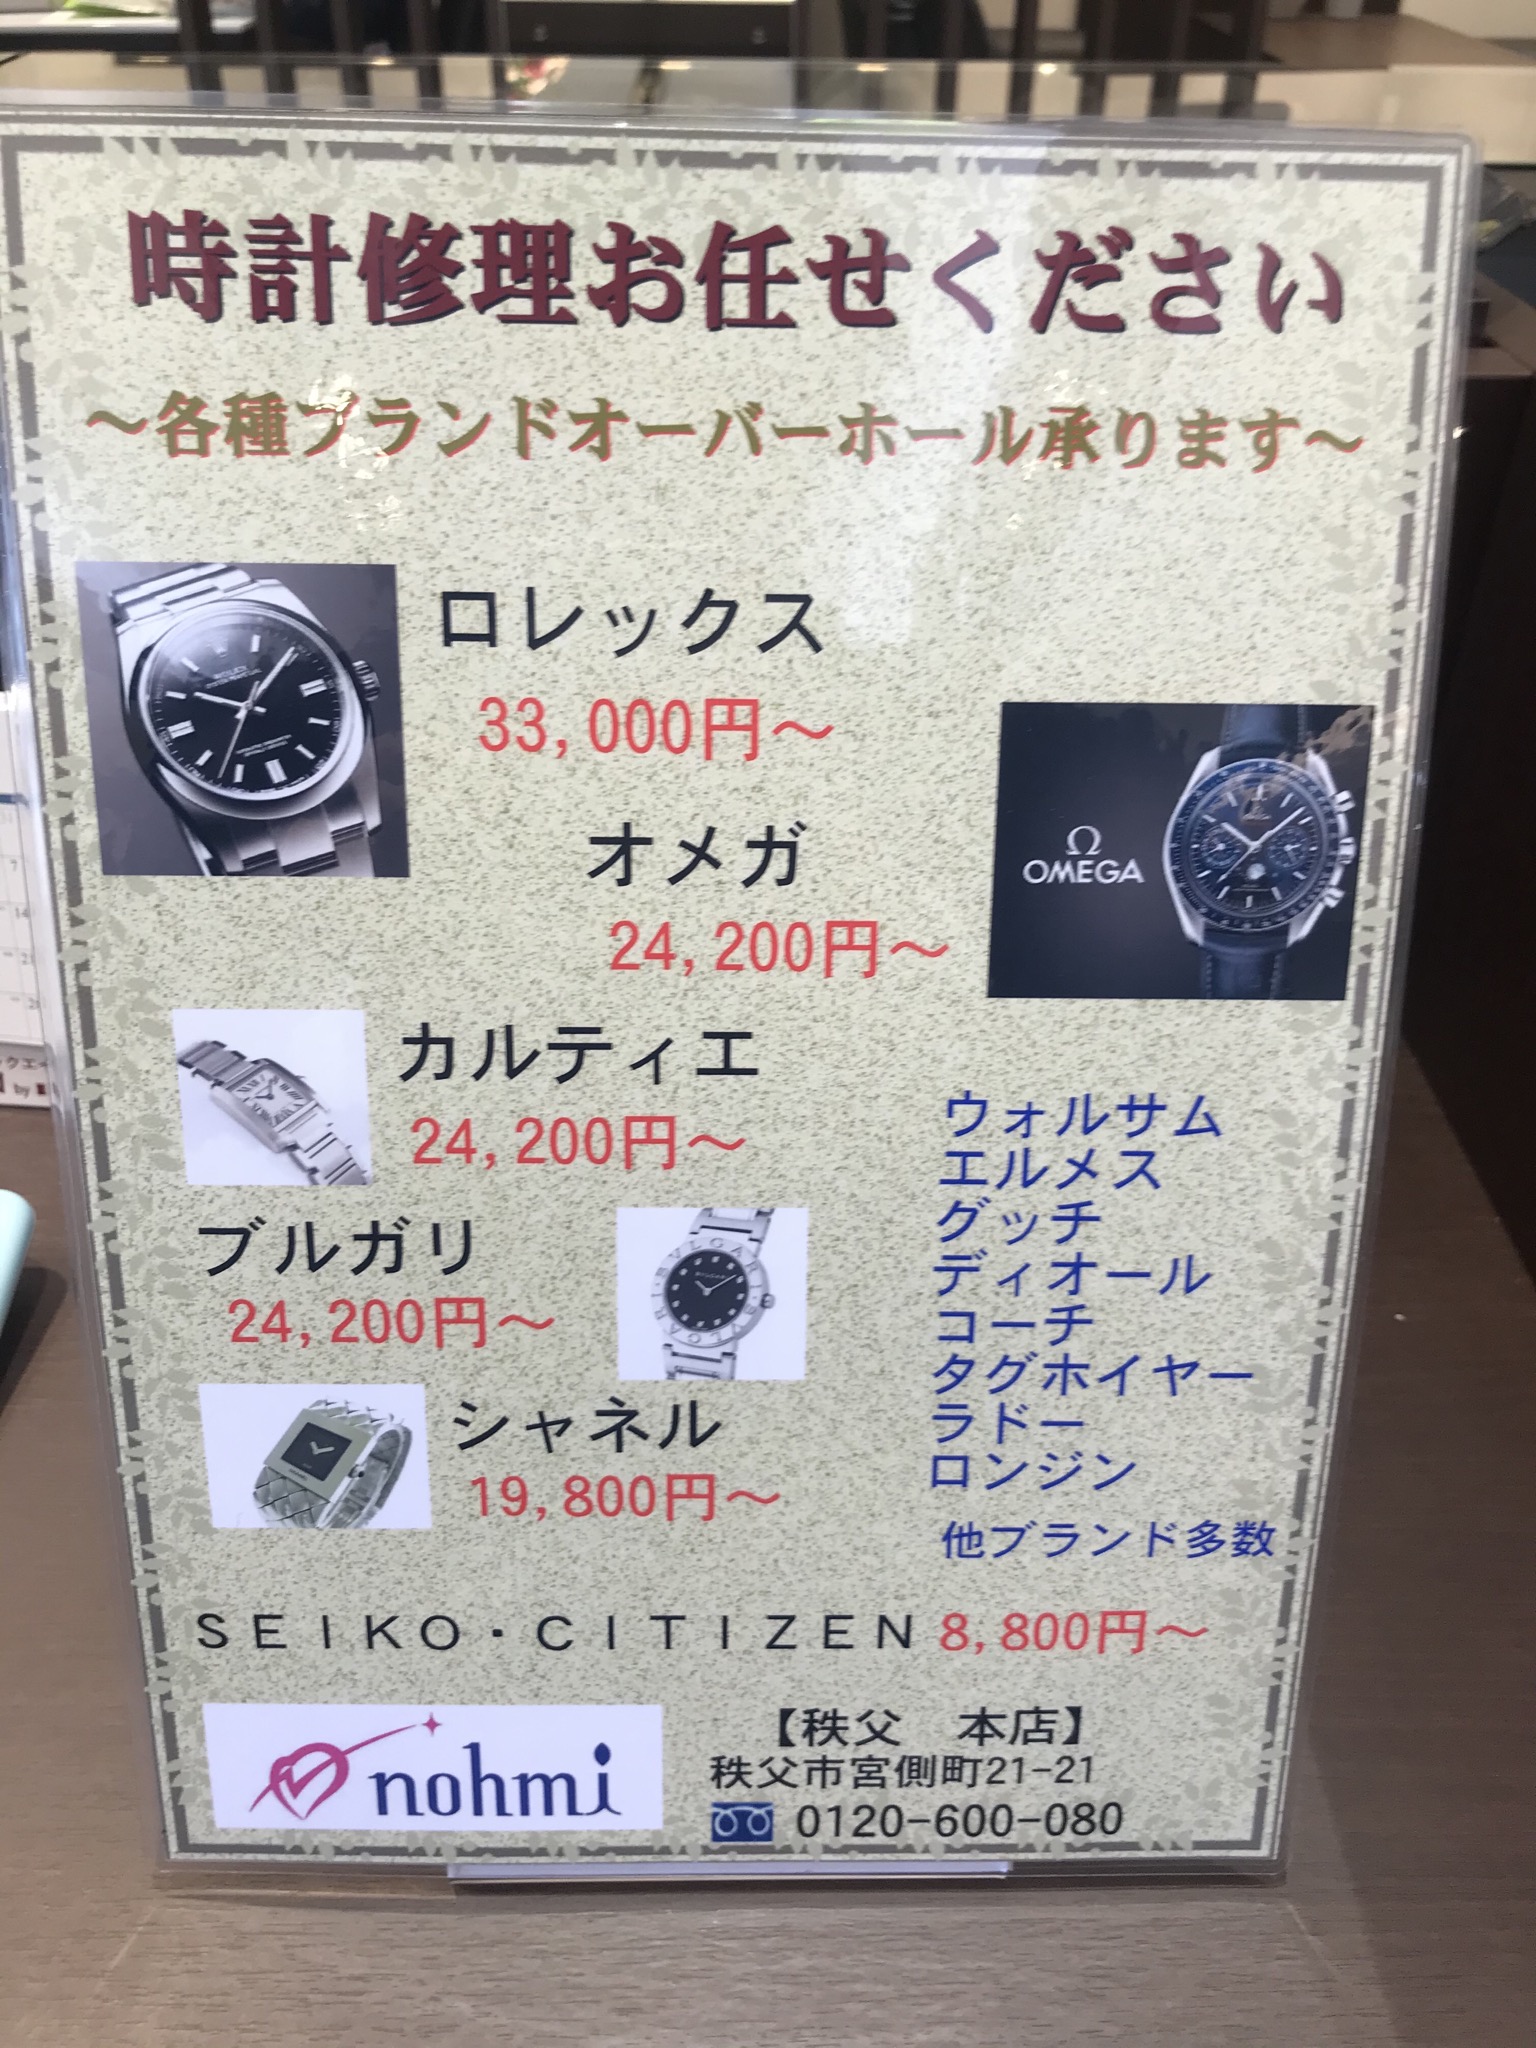 時計修理お任せください
～各種ブランドオーバーホール承ります～
ロレックス
33,000円～
オメガ
24,200円～
Ω
OMEGA
カルティエ
24,200円～
ブルガリ
24,200円～
BVLGARI BVLGARI
シャネル
19,800円～
ウォルサム
エルメス
グッチ
ディオール
コーチ
タグホイヤー
ラドー
ロンジン
他ブランド多数
ＳＥＩＫＯ・ＣＩＴＩＺＥＮ 8,800円～
nohmi
【秩父　本店】
秩父市宮側町21-21
0120-600-080
by